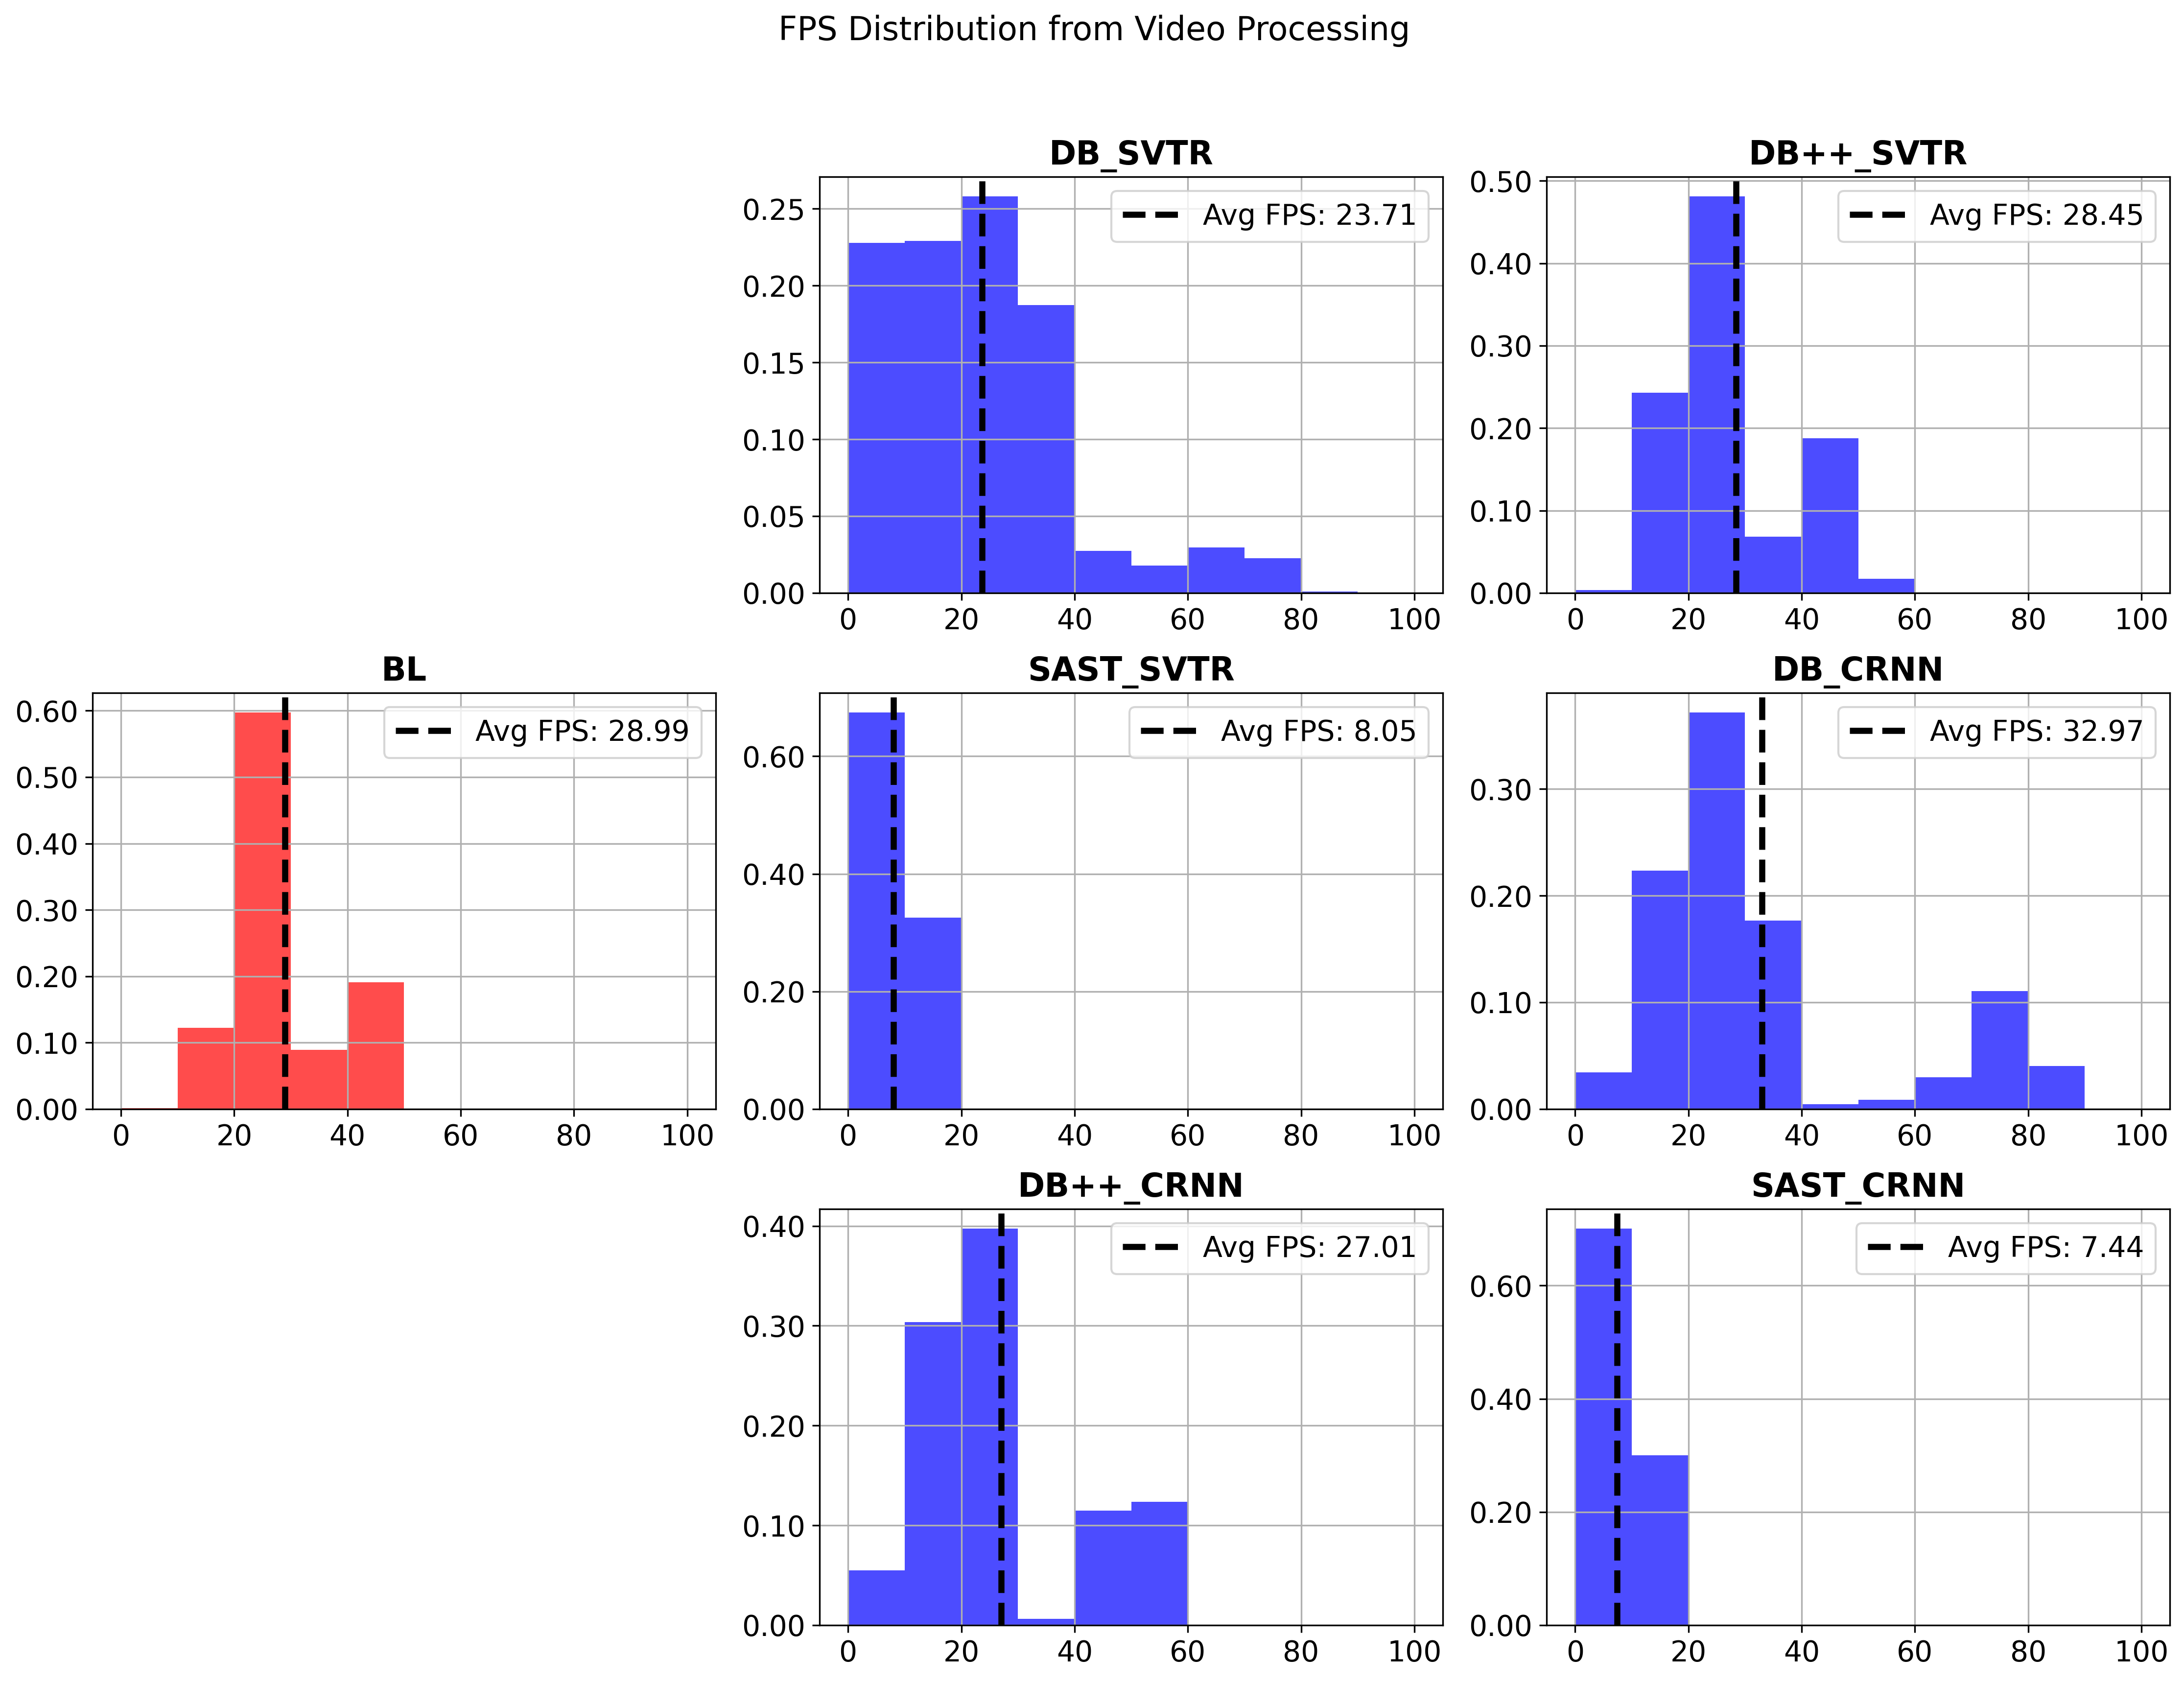 FPS Distribution from Video Processing
DB_SVTR
Avg FPS: 23.71
0.25
0.20
0.15
0.10
0.05
0.00
0 20 40 60 80 100
DB++_SVTR
Avg FPS: 28.45
0.50
0.40
0.30
0.20
0.10
0.00
0 20 40 60 80 100
BL
Avg FPS: 28.99
0.60
0.50
0.40
0.30
0.20
0.10
0.00
0 20 40 60 80 100
SAST_SVTR
Avg FPS: 8.05
0.60
0.40
0.20
0.00
0 20 40 60 80 100
DB_CRNN
Avg FPS: 32.97
0.30
0.20
0.10
0.00
0 20 40 60 80 100
DB++_CRNN
Avg FPS: 27.01
0.40
0.30
0.20
0.10
0.00
0 20 40 60 80 100
SAST_CRNN
Avg FPS: 7.44
0.60
0.40
0.20
0.00
0 20 40 60 80 100